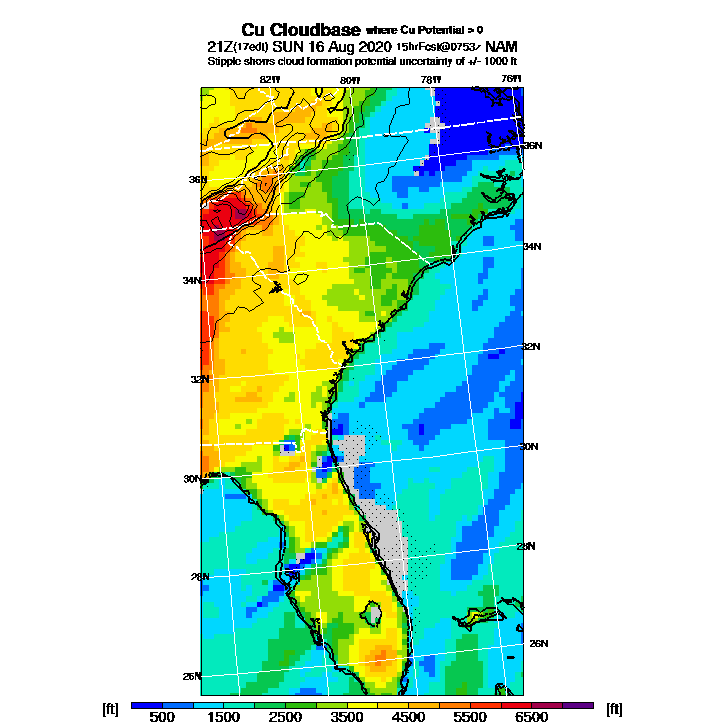 Cu Cloudbase where Cu Potential > 0
21Z(17edt) SUN 16 Aug 2020 15hrFcst@0753z NAM
Stipple shows cloud formation potential uncertainty of +/- 1000 ft
82W 80W 78W 76W
36N
36N
34N
34N
32N
32N
30N
30N
28N
28N
26N
26N
[ft] 500 1500 2500 3500 4500 5500 6500 [ft]